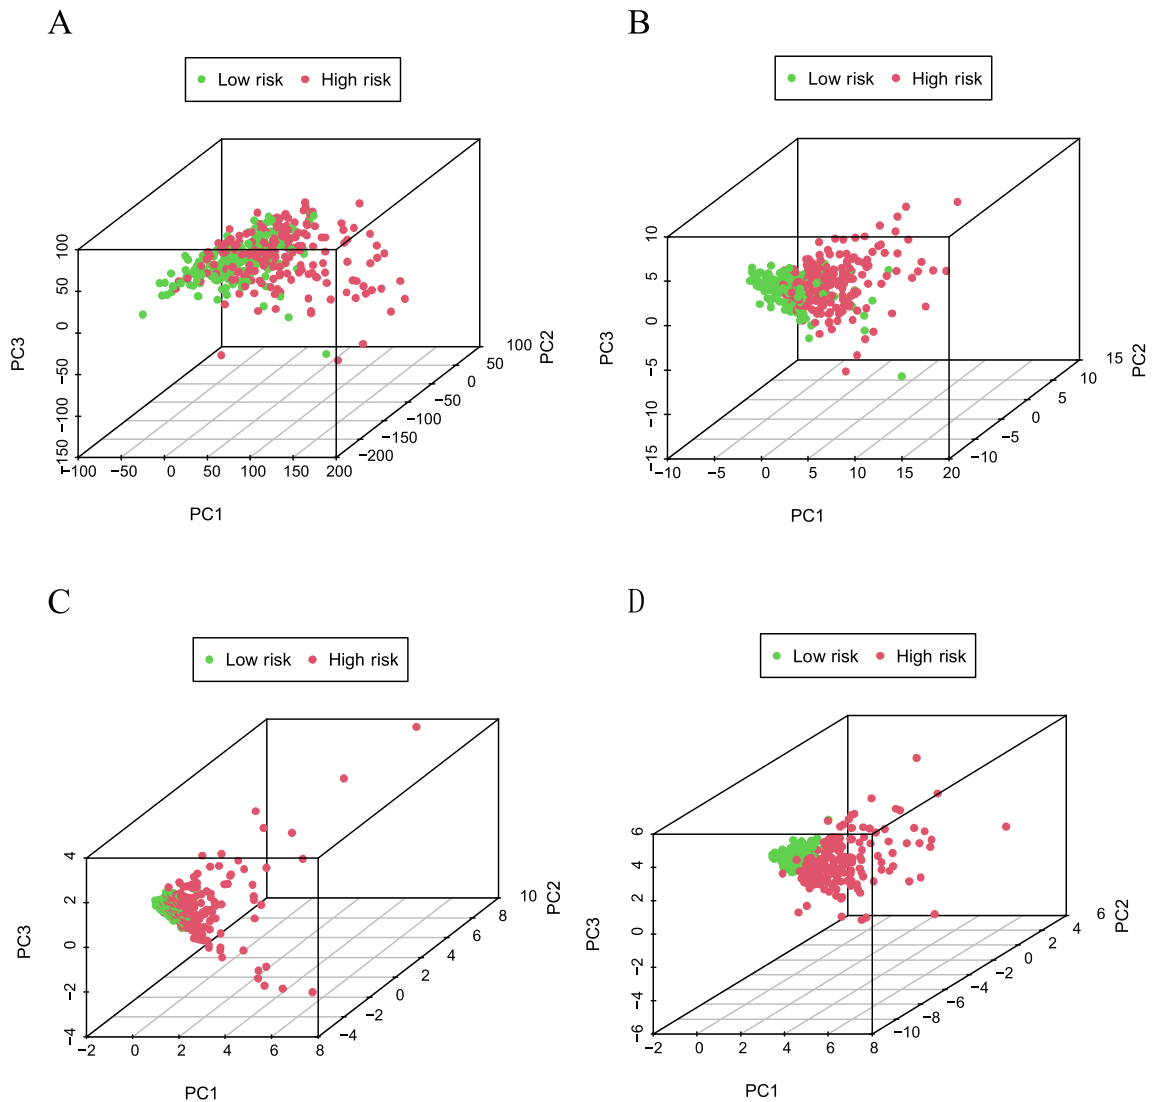 A
Low risk High risk
PC3
100
50
0
−50
−100
−150
−100 −50 0 50 100 150 200
PC1
−200
−150
−100
−50
0
50
100
PC2
B
Low risk High risk
PC3
10
5
0
−5
−10
−15
−10 −5 0 5 10 15 20
PC1
−10
−5
0
5
10
15
PC2
C
Low risk High risk
PC3
4
2
0
−2
−4
−2 0 2 4 6 8
PC1
−4
−2
0
2
4
6
8
10
PC2
D
Low risk High risk
PC3
6
4
2
0
−2
−4
−6
−2 0 2 4 6 8
PC1
−10
−8
−6
−4
−2
0
2
4
6
PC2